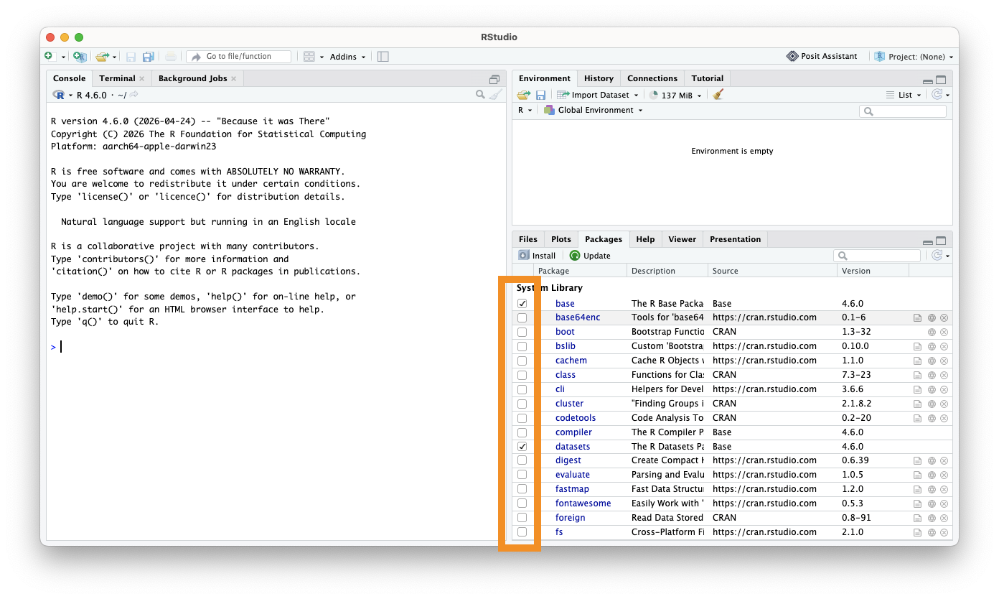 RStudio
Go to file/function
Addins
Posit Assistant
Project: (None)
Console
Terminal
Background Jobs
R 4.6.0 · ~/
R version 4.6.0 (2026-04-24) -- "Because it was There"
Copyright (C) 2026 The R Foundation for Statistical Computing
Platform: aarch64-apple-darwin23
R is free software and comes with ABSOLUTELY NO WARRANTY.
You are welcome to redistribute it under certain conditions.
Type 'license()' or 'licence()' for distribution details.
Natural language support but running in an English locale
R is a collaborative project with many contributors.
Type 'contributors()' for more information and
'citation()' on how to cite R or R packages in publications.
Type 'demo()' for some demos, 'help()' for on-line help, or
'help.start()' for an HTML browser interface to help.
Type 'q()' to quit R.
>
Environment History Connections Tutorial
Import Dataset 137 MiB List
R Global Environment
Environment is empty
Files Plots Packages Help Viewer Presentation
Install Update
Package Description Source Version
System Library
base The R Base Packa Base 4.6.0
base64enc Tools for 'base64 https://cran.rstudio.com 0.1-6
boot Bootstrap Functio CRAN 1.3-32
bslib Custom 'Bootstra https://cran.rstudio.com 0.10.0
cachem Cache R Objects https://cran.rstudio.com 1.1.0
class Functions for Clas CRAN 7.3-23
cli Helpers for Devel https://cran.rstudio.com 3.6.6
cluster "Finding Groups i CRAN 2.1.8.2
codetools Code Analysis To CRAN 0.2-20
compiler The R Compiler P Base 4.6.0
datasets The R Datasets Pa Base 4.6.0
digest Create Compact https://cran.rstudio.com 0.6.39
evaluate Parsing and Evalu https://cran.rstudio.com 1.0.5
fastmap Fast Data Structu https://cran.rstudio.com 1.2.0
fontawesome Easily Work with ' https://cran.rstudio.com 0.5.3
foreign Read Data Stored CRAN 0.8-91
fs Cross-Platform Fi https://cran.rstudio.com 2.1.0